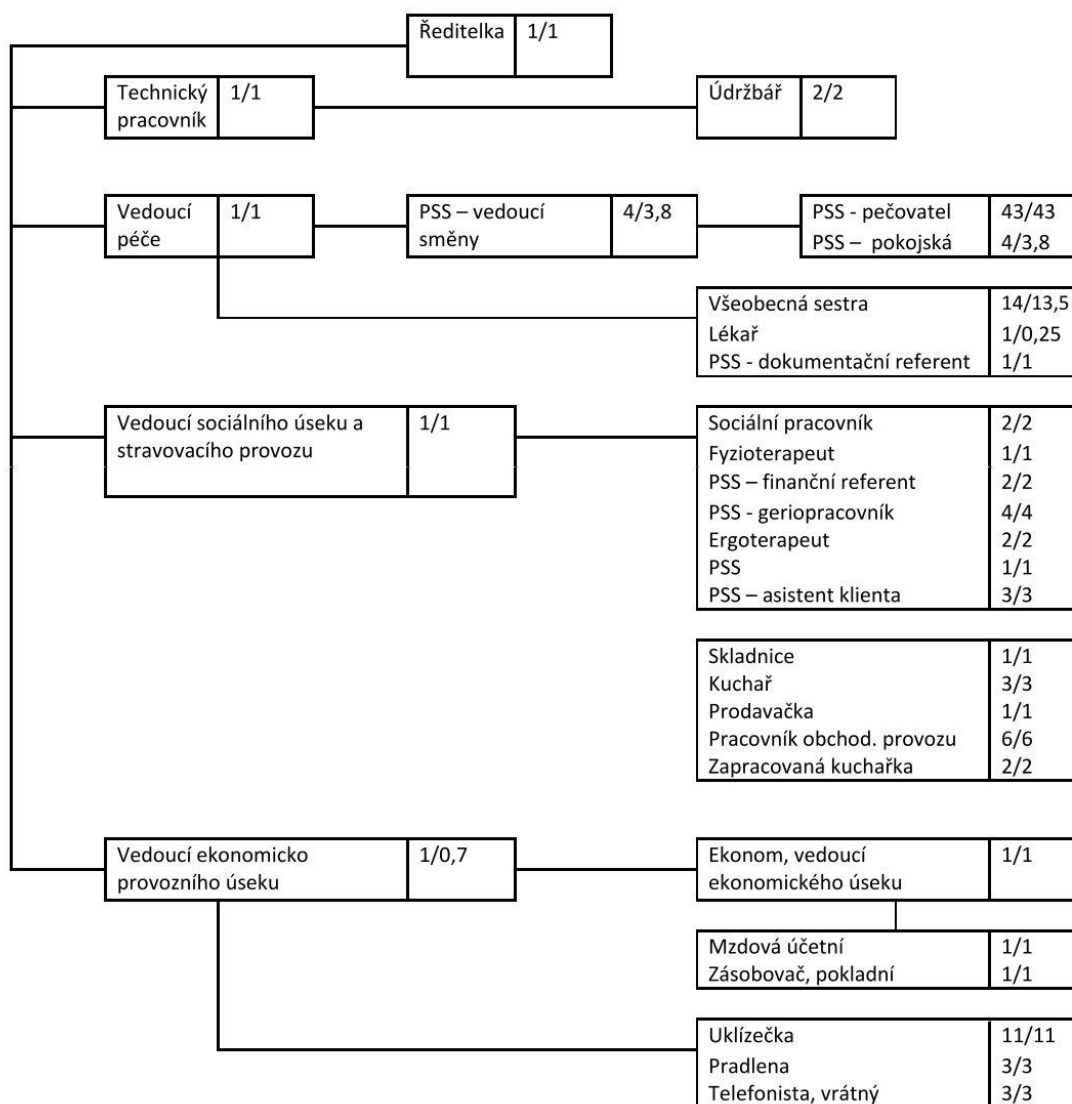 Ředitelka 1/1
Technický 1/1 Údržbář 2/2
pracovník
Vedoucí 1/1 PSS – vedoucí 4/3,8 PSS - pečovatel 43/43
péče směny PSS – pokojská 4/3,8
Všeobecná sestra 14/13,5
Lékař 1/0,25
PSS - dokumentační referent 1/1
Vedoucí sociálního úseku a 1/1 Sociální pracovník 2/2
stravovacího provozu Fyzioterapeut 1/1
PSS – finanční referent 2/2
PSS - geriopracovník 4/4
Ergoterapeut 2/2
PSS 1/1
PSS – asistent klienta 3/3
Skladnice 1/1
Kuchař 3/3
Prodavačka 1/1
Pracovník obchod. provozu 6/6
Zapracovaná kuchařka 2/2
Vedoucí ekonomicko 1/0,7 Ekonom, vedoucí 1/1
provozního úseku ekonomického úseku
Mzdová účetní 1/1
Zásobovač, pokladní 1/1
Uklízečka 11/11
Pradlena 3/3
Telefonista, vrátný 3/3